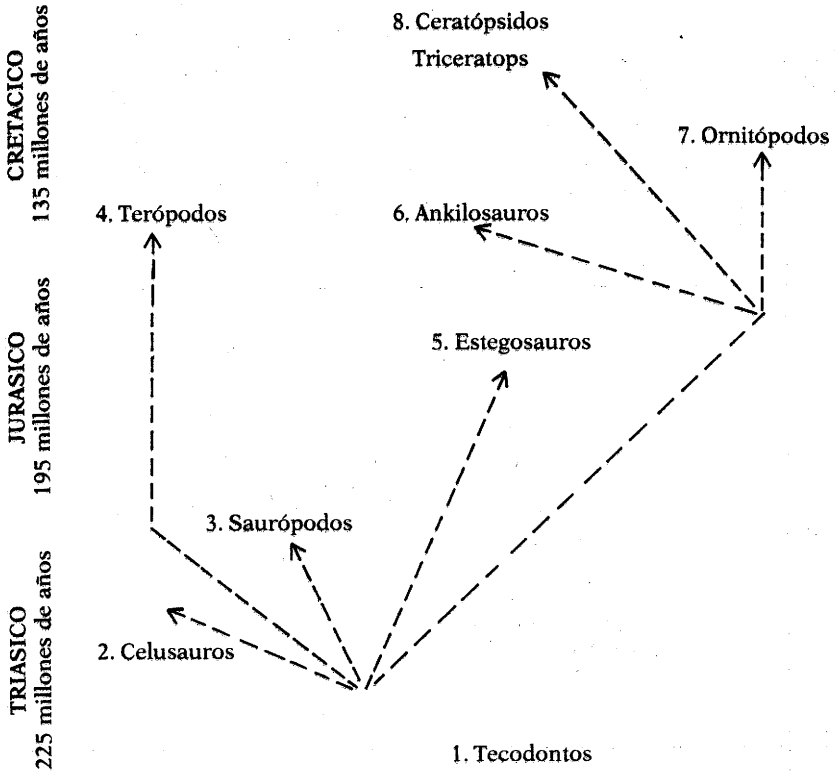 8. Ceratópsidos
Triceratops
7. Ornitópodos
CRETACICO
135 millones de años
4. Terópodos
6. Ankilosauros
5. Estegosauros
JURASICO
195 millones de años
3. Saurópodos
2. Celusauros
TRIASICO
225 millones de años
1. Tecodontos